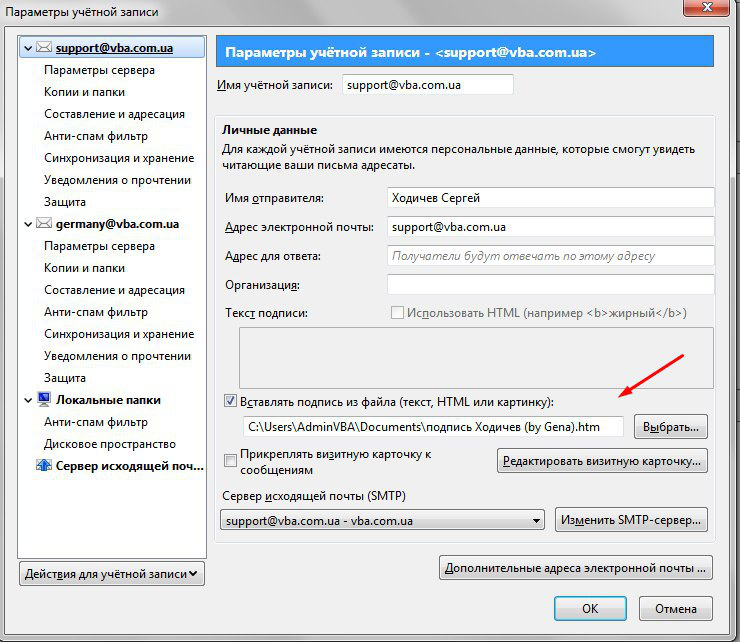 Параметры учётной записи
support@vba.com.ua
Параметры сервера
Копии и папки
Составление и адресация
Анти-спам фильтр
Синхронизация и хранение
Уведомления о прочтении
Защита
germany@vba.com.ua
Параметры сервера
Копии и папки
Составление и адресация
Анти-спам фильтр
Синхронизация и хранение
Уведомления о прочтении
Защита
Локальные папки
Анти-спам фильтр
Дисковое пространство
Сервер исходящей поч...
Действия для учётной записи
Параметры учётной записи - <support@vba.com.ua>
Имя учётной записи: support@vba.com.ua
Личные данные
Для каждой учётной записи имеются персональные данные, которые смогут увидеть
читающие ваши письма адресаты.
Имя отправителя: Ходичев Сергей
Адрес электронной почты: support@vba.com.ua
Адрес для ответа: Получатели будут отвечать по этому адресу
Организация:
Текст подписи: Использовать HTML (например <b>жирный</b>)
Вставлять подпись из файла (текст, HTML или картинку):
C:\Users\AdminVBA\Documents\подпись Ходичев (by Gena).htm Выбрать...
Прикреплять визитную карточку к
сообщениям
Редактировать визитную карточку...
Сервер исходящей почты (SMTP)
support@vba.com.ua - vba.com.ua Изменить SMTP-сервер...
Дополнительные адреса электронной почты ...
OK Отмена